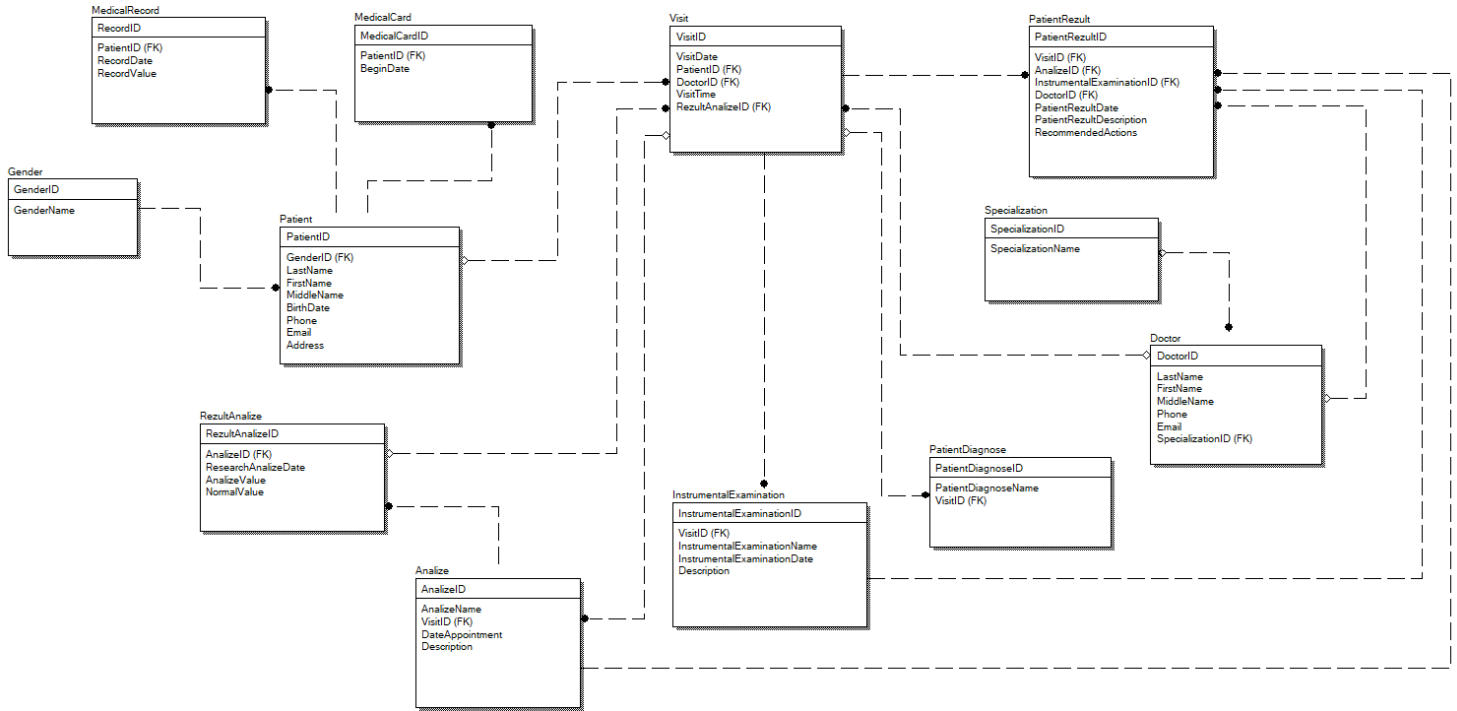 MedicalRecord
RecordID
PatientID (FK)
RecordDate
RecordValue
MedicalCard
MedicalCardID
PatientID (FK)
BeginDate
Visit
VisitID
VisitDate
PatientID (FK)
DoctorID (FK)
VisitTime
RezultAnalizeID (FK)
PatientRezult
PatientRezultID
VisitID (FK)
AnalizeID (FK)
InstrumentalExaminationID (FK)
DoctorID (FK)
PatientRezultDate
PatientRezultDescription
RecommendedActions
Gender
GenderID
GenderName
Patient
PatientID
GenderID (FK)
LastName
FirstName
MiddleName
BirthDate
Phone
Email
Address
Specialization
SpecializationID
SpecializationName
Doctor
DoctorID
LastName
FirstName
MiddleName
Phone
Email
SpecializationID (FK)
RezultAnalize
RezultAnalizeID
AnalizeID (FK)
ResearchAnalizeDate
AnalizeValue
NormalValue
PatientDiagnose
PatientDiagnoseID
PatientDiagnoseName
VisitID (FK)
InstrumentalExamination
InstrumentalExaminationID
VisitID (FK)
InstrumentalExaminationName
InstrumentalExaminationDate
Description
Analize
AnalizeID
AnalizeName
VisitID (FK)
DateAppointment
Description